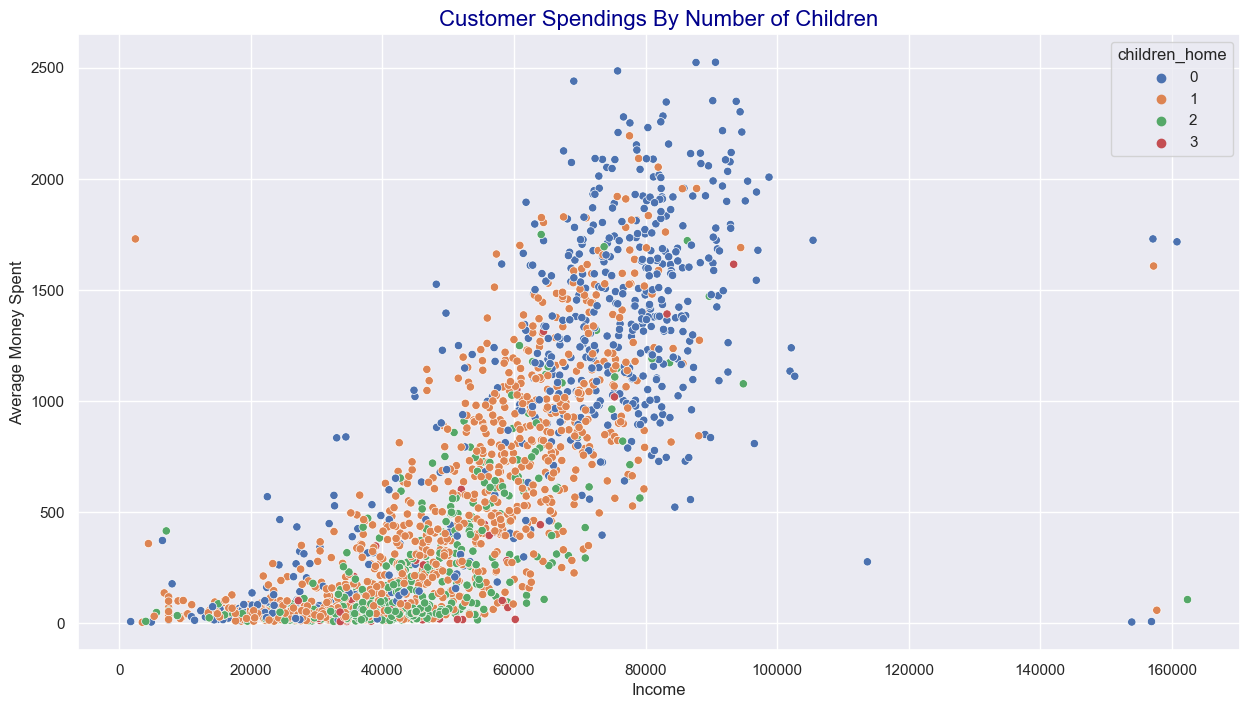 Customer Spendings By Number of Children
children_home
0
1
2
3
2500
2000
1500
1000
500
0
Average Money Spent
0 20000 40000 60000 80000 100000 120000 140000 160000
Income